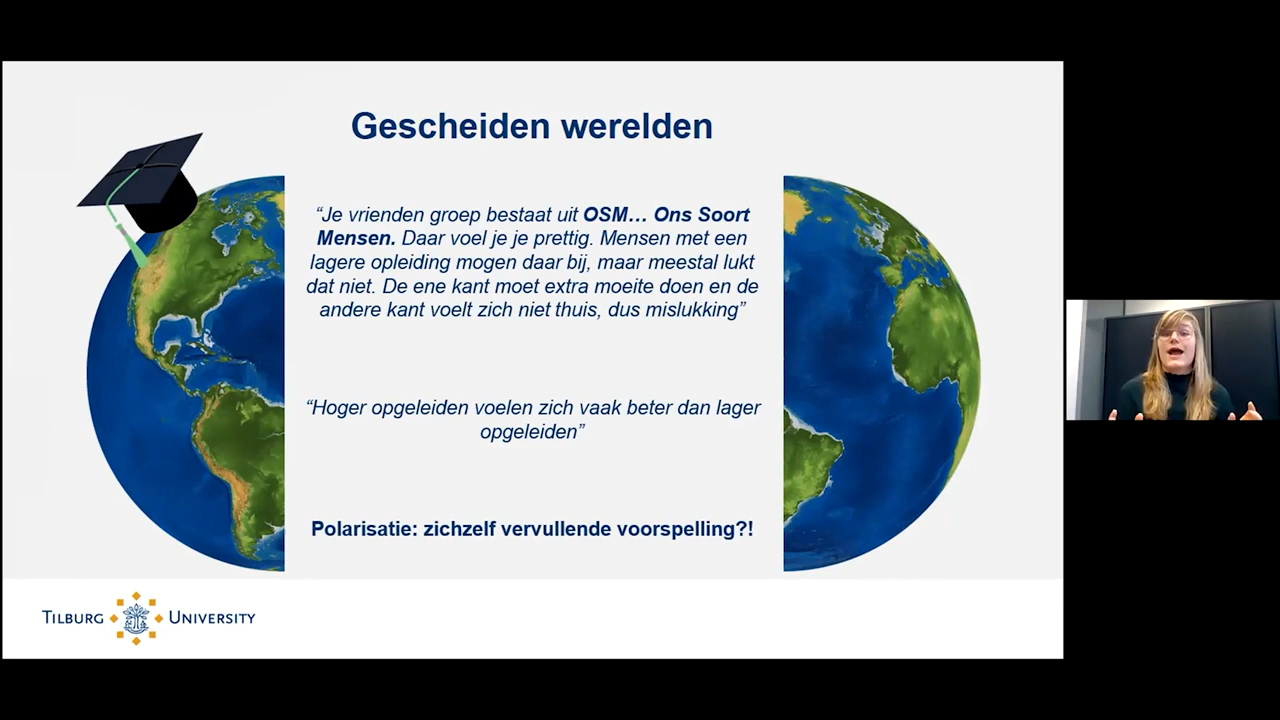 Gescheiden werelden
“Je vrienden groep bestaat uit OSM… Ons Soort
Mensen. Daar voel je je prettig. Mensen met een
lagere opleiding mogen daar bij, maar meestal lukt
dat niet. De ene kant moet extra moeite doen en de
andere kant voelt zich niet thuis, dus mislukking”
“Hoger opgeleiden voelen zich vaak beter dan lager
opgeleiden”
Polarisatie: zichzelf vervullende voorspelling?!
TILBURG UNIVERSITY